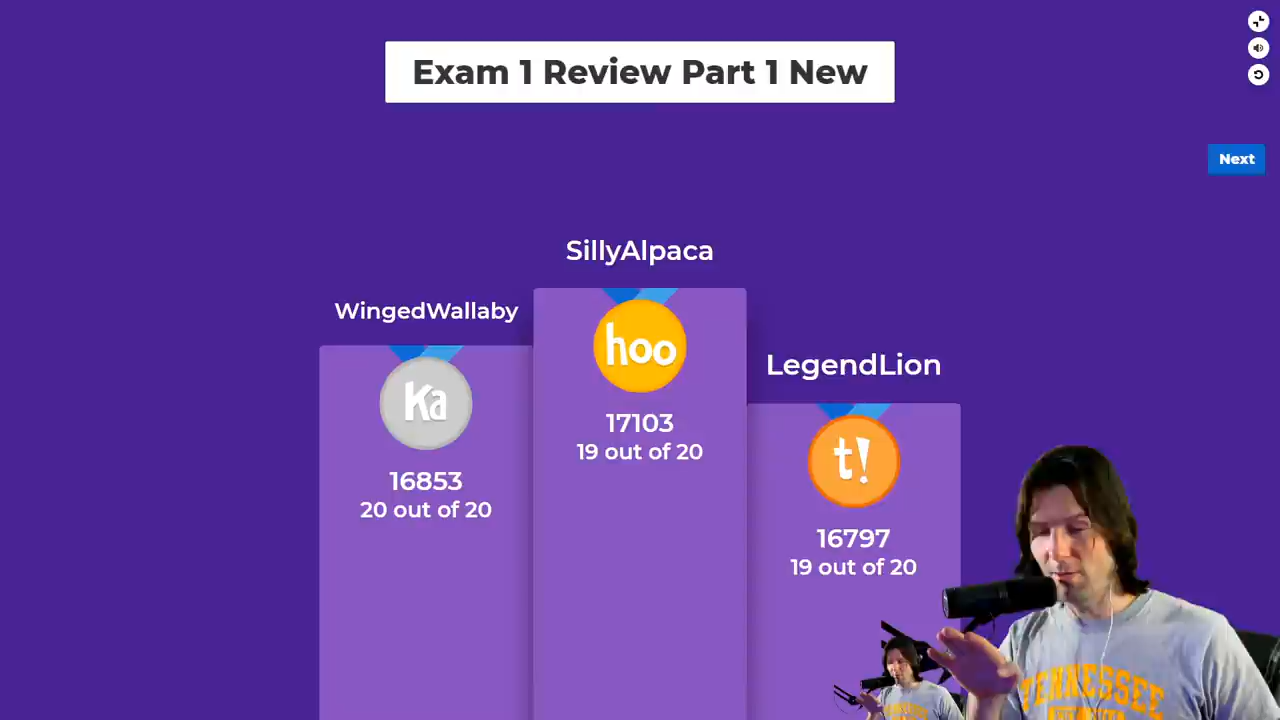 Exam 1 Review Part 1 New
Next
SillyAlpaca
WingedWallaby
LegendLion
hoo
Ka
t!
17103
19 out of 20
16853
20 out of 20
16797
19 out of 20
TENNESSEE